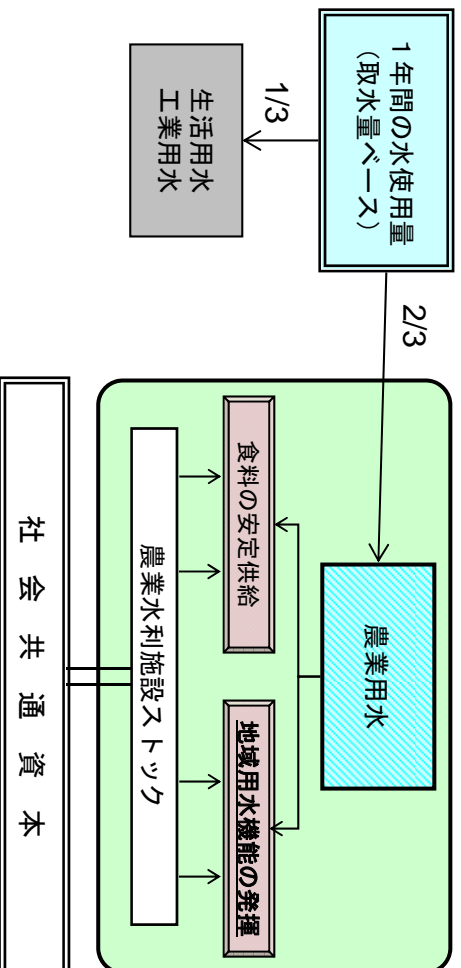 1年間の水使用量
(取水量ベース)
1/3
2/3
生活用水
工業用水
農業用水
食料の安定供給
地域用水機能の発揮
農業水利施設ストック
社会共通資本